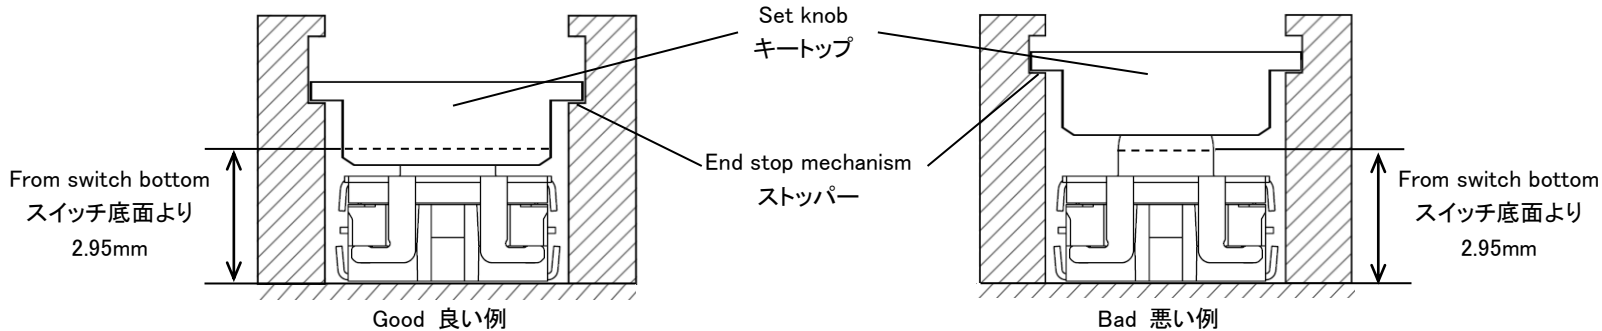 Set knob
キートップ
End stop mechanism
ストッパー
From switch bottom
スイッチ底面より
2.95mm
From switch bottom
スイッチ底面より
2.95mm
Good 良い例
Bad 悪い例